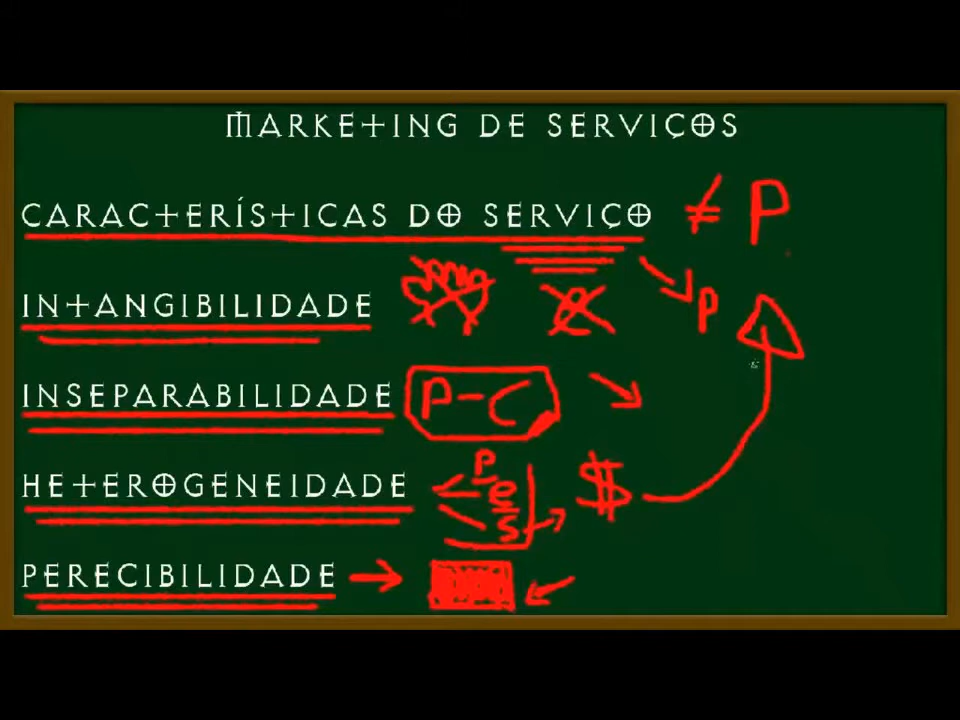 MARKETING DE SERVIÇOS
CARACTERÍSTICAS DO SERVIÇO ≠ P
INTANGIBILIDADE e p
INSEPARABILIDADE P-C
HETEROGENEIDADE P e s $
PERECIBILIDADE